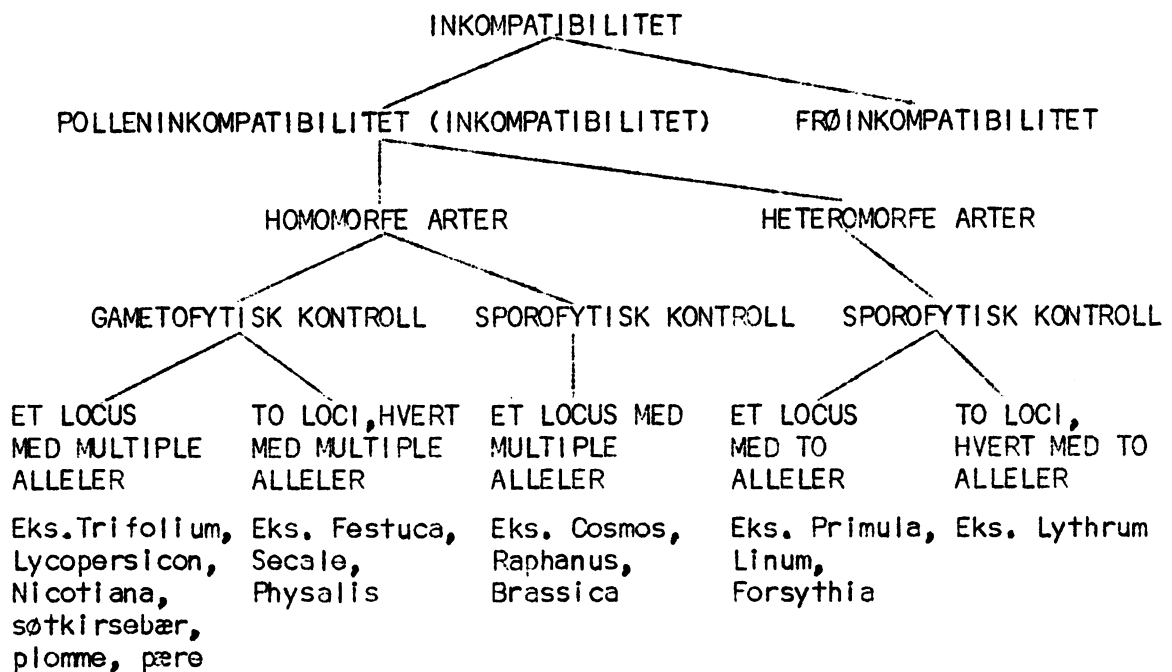 INKOMPATIBILITET
POLLENINKOMPATIBILITET (INKOMPATIBILITET)
FRØINKOMPATIBILITET
HOMOMORFE ARTER
HETEROMORFE ARTER
GAMETOFYTISK KONTROLL
SPOROFYTISK KONTROLL
SPOROFYTISK KONTROLL
ET LOCUS
MED MULTIPLE
ALLELER
Eks.Trifolium,
Lycopersicon,
Nicotiana,
søtkirsebær,
plomme, pære
TO LOCI,HVERT
MED MULTIPLE
ALLELER
Eks. Festuca,
Secale,
Physalis
ET LOCUS MED
MULTIPLE
ALLELER
Eks. Cosmos,
Raphanus,
Brassica
ET LOCUS
MED TO
ALLELER
Eks. Primula,
Linum,
Forsythia
TO LOCI,
HVERT MED TO
ALLELER
Eks. Lythrum